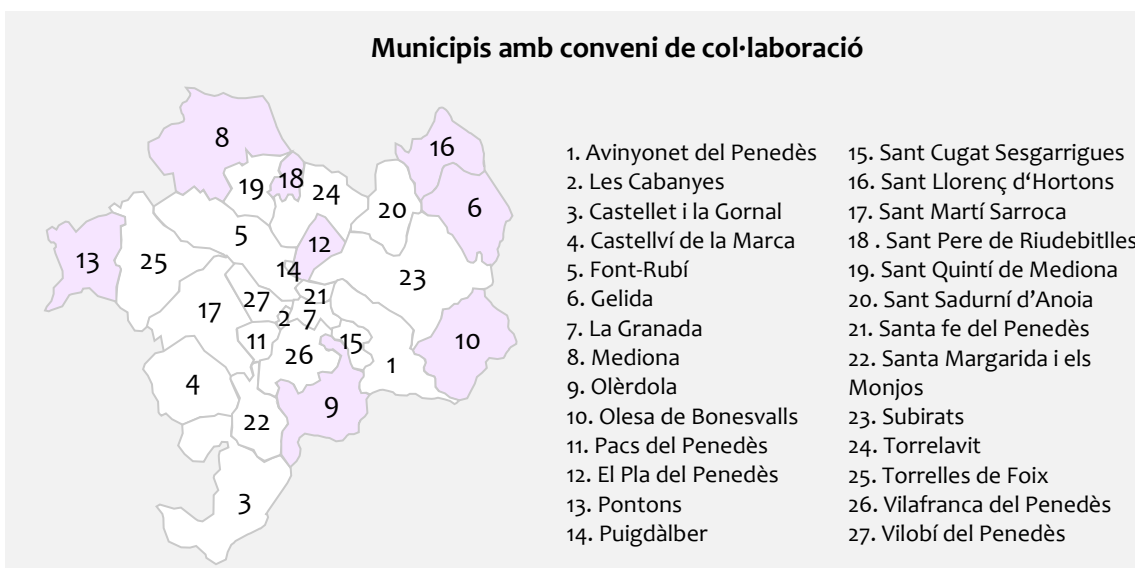 Municipis amb conveni de col·laboració
8
16
18
19
24
6
20
5
12
13
25
14
23
21
27
17
2
7
15
11
10
26
1
4
9
22
3
1. Avinyonet del Penedès
2. Les Cabanyes
3. Castellet i la Gornal
4. Castellví de la Marca
5. Font-Rubí
6. Gelida
7. La Granada
8. Mediona
9. Olèrdola
10. Olesa de Bonesvalls
11. Pacs del Penedès
12. El Pla del Penedès
13. Pontons
14. Puigdàlber
15. Sant Cugat Sesgarrigues
16. Sant Llorenç d‘Hortons
17. Sant Martí Sarroca
18 . Sant Pere de Riudebitlles
19. Sant Quintí de Mediona
20. Sant Sadurní d’Anoia
21. Santa fe del Penedès
22. Santa Margarida i els
Monjos
23. Subirats
24. Torrelavit
25. Torrelles de Foix
26. Vilafranca del Penedès
27. Vilobí del Penedès